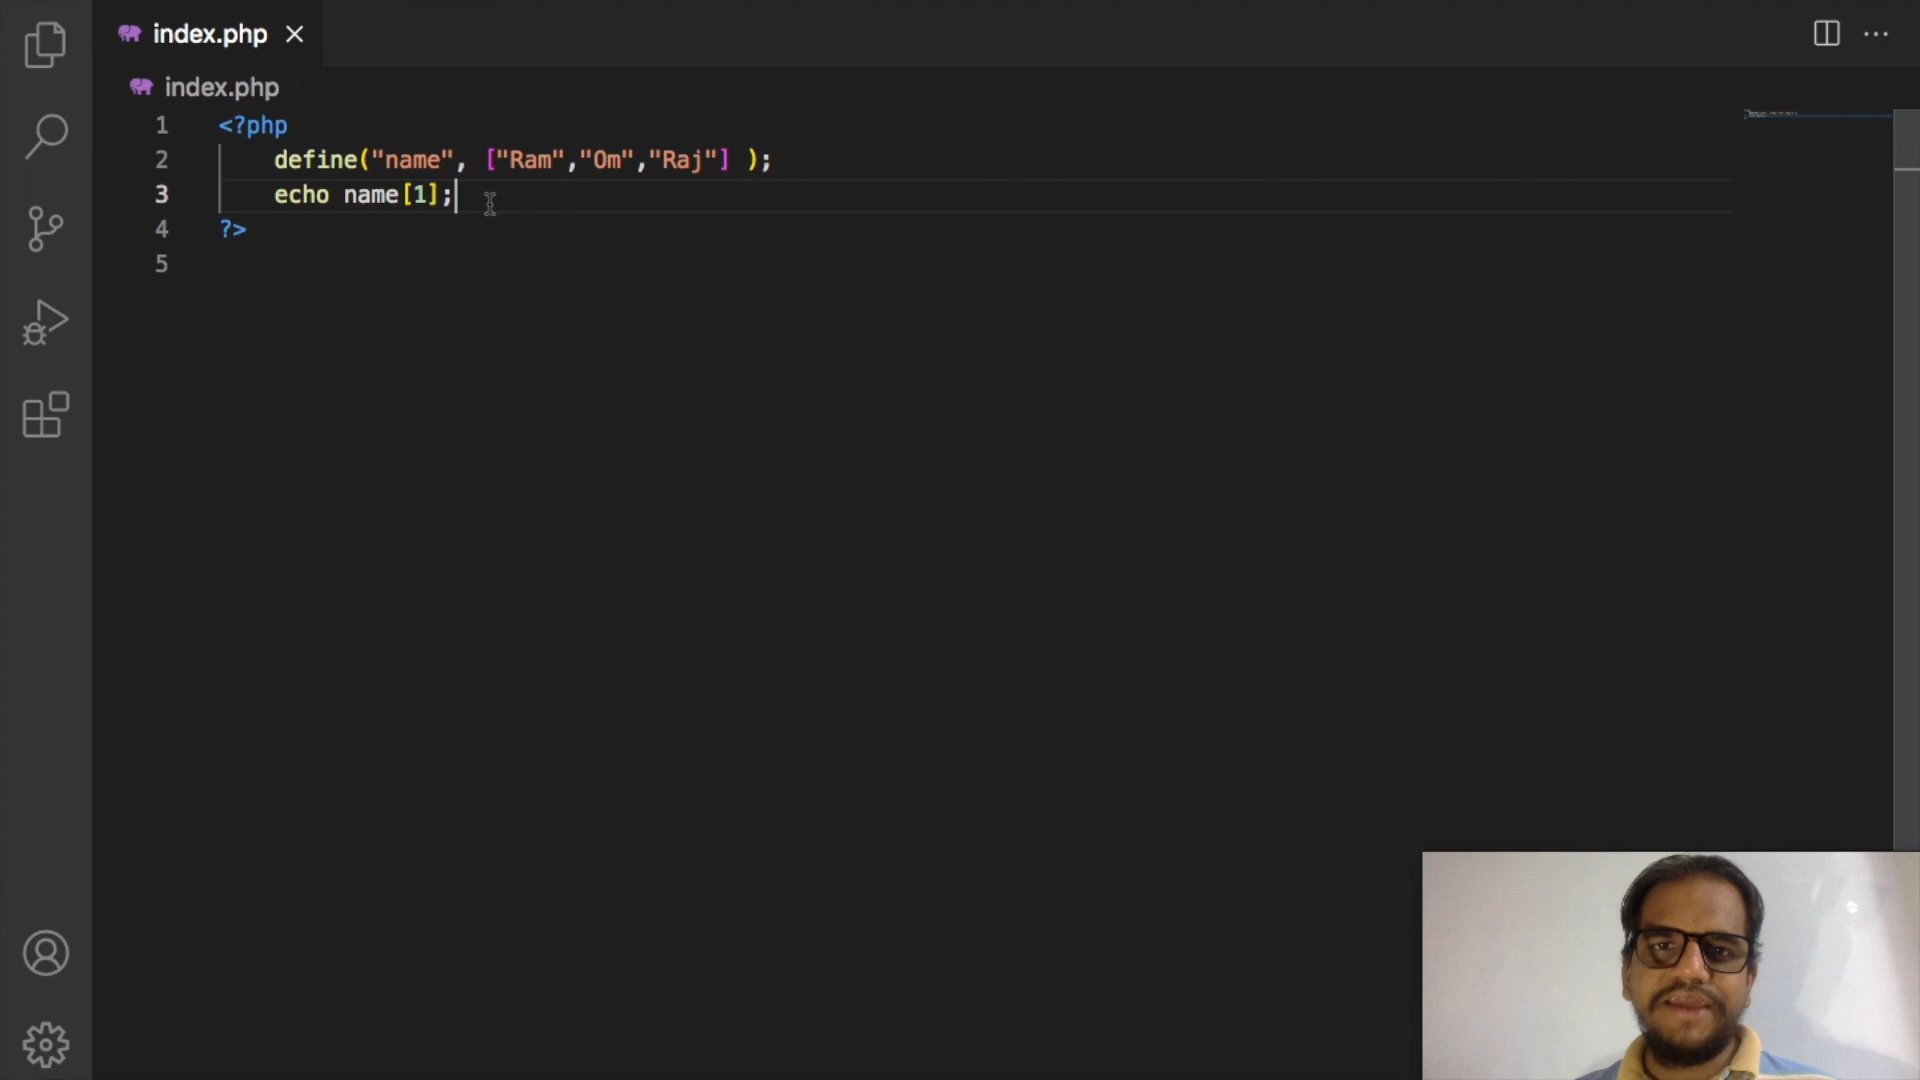 index.php
index.php
1 <?php
2 define("name", ["Ram","Om","Raj"] );
3 echo name[1];
4 ?>
5